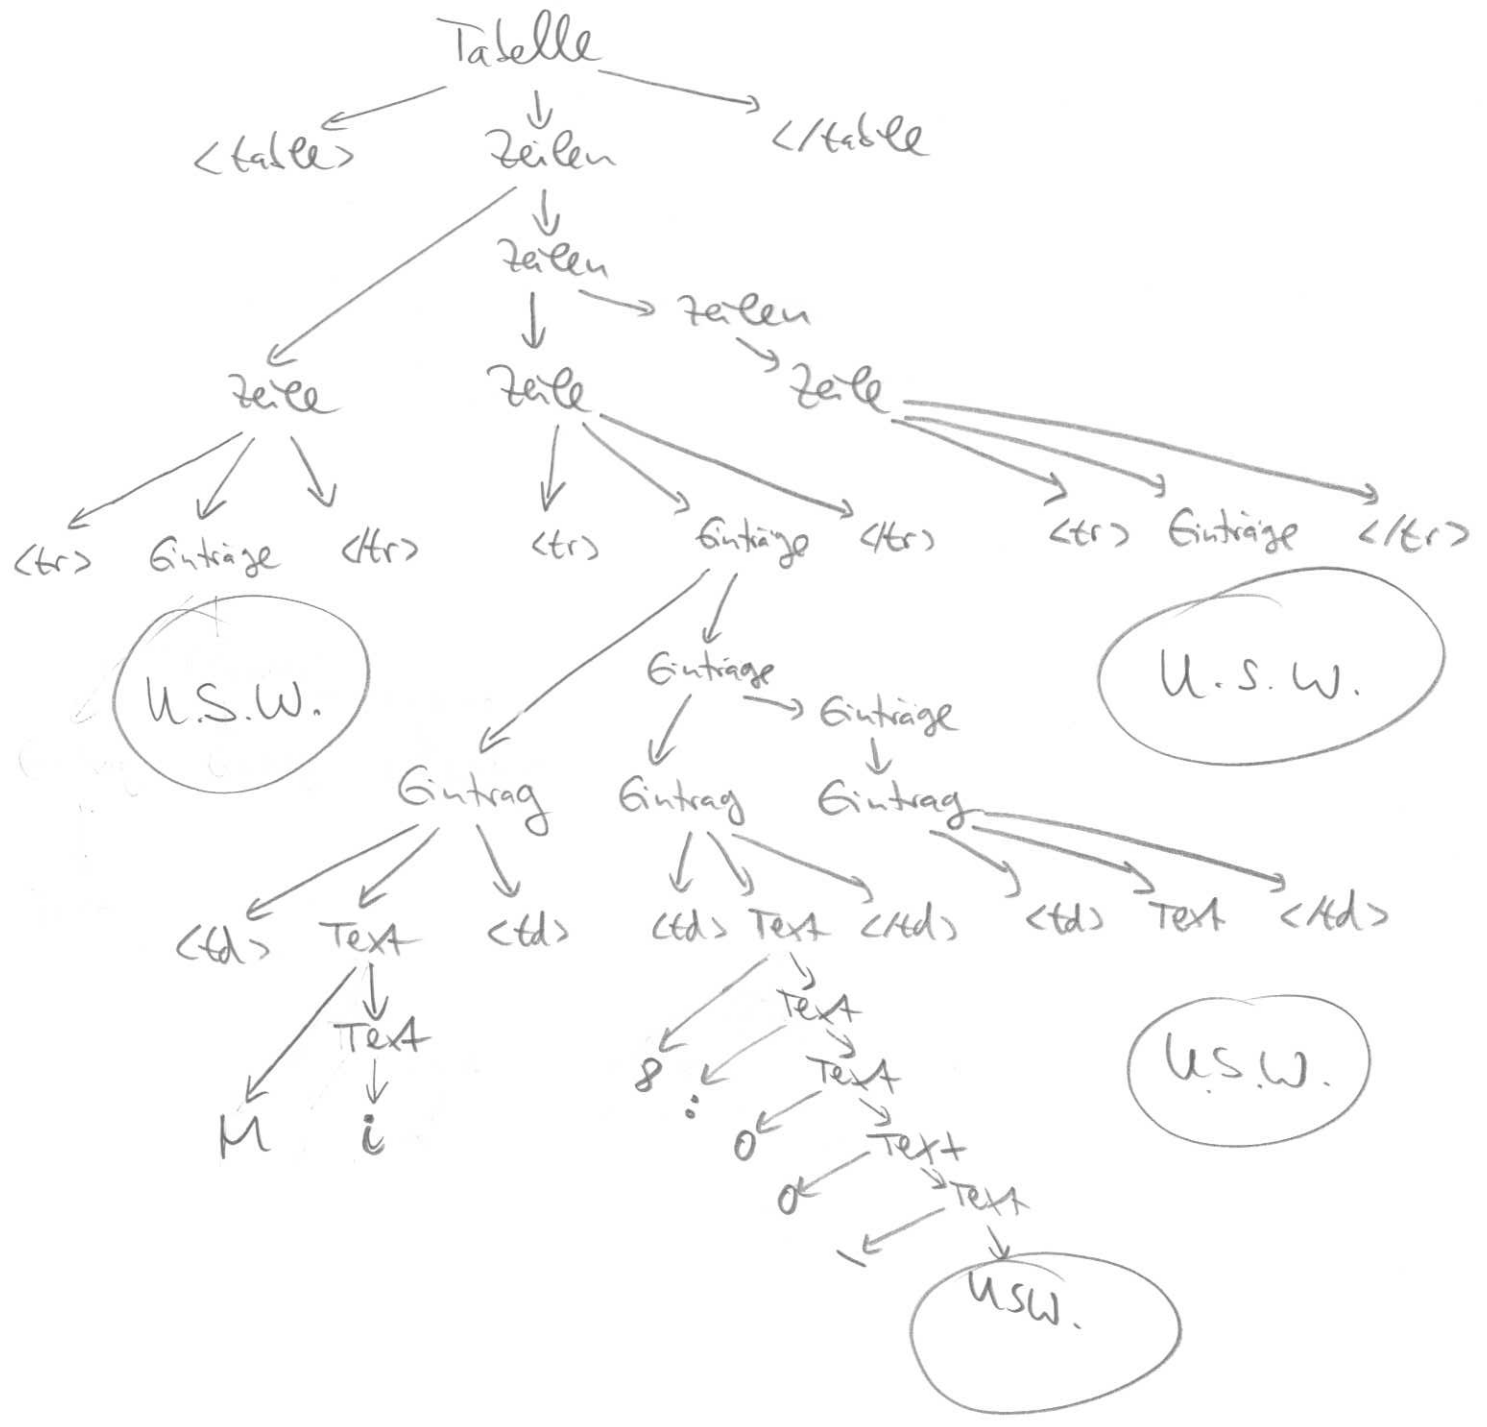 Tabelle
<table> Zeilen </table
Zeilen
Zeilen
Zeile Zeile Zeile
<tr> Einträge </tr> <tr> Einträge </tr> <tr> Einträge </tr>
U.S.W. Einträge U.S.W.
Einträge
Eintrag Eintrag Eintrag
<td> Text <td> <td> Text </td> <td> Text </td>
Text Text
8 : Text U.S.W.
M i 0 Text
0 Text
_
USW.